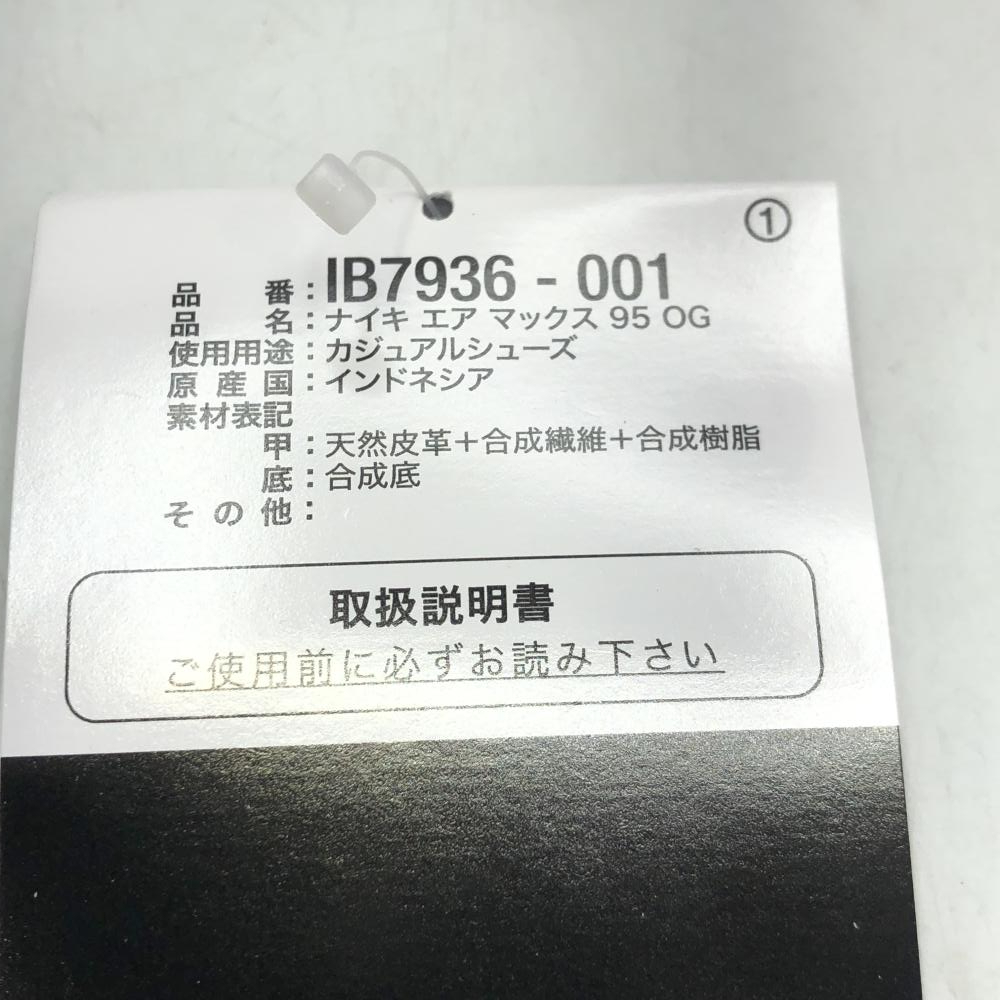 ①
品番：IB7936 - 001
品名：ナイキ エア マックス 95 OG
使用用途：カジュアルシューズ
原産国：インドネシア
素材表記
甲：天然皮革＋合成繊維＋合成樹脂
底：合成底
その他：
取扱説明書
ご使用前に必ずお読み下さい